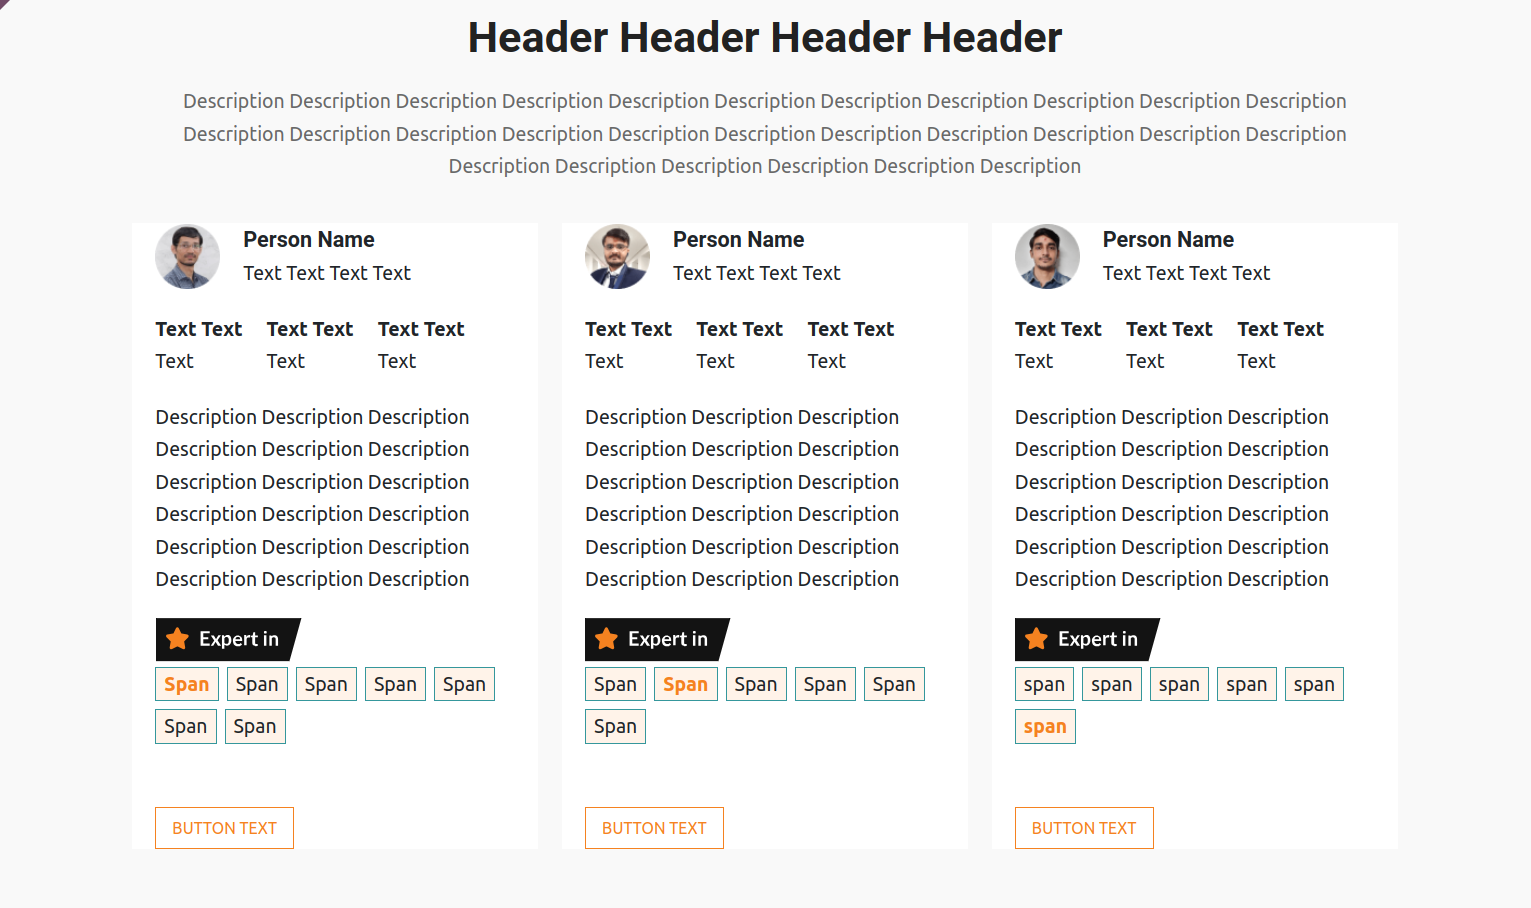 Header Header Header Header
Description Description Description Description Description Description Description Description Description Description Description
Description Description Description Description Description Description Description Description Description Description Description
Description Description Description Description Description Description
Person Name
Text Text Text Text
Text Text Text Text Text Text
Text Text Text
Description Description Description
Description Description Description
Description Description Description
Description Description Description
Description Description Description
Description Description Description
Expert in
Span Span Span Span Span
Span Span
BUTTON TEXT
Person Name
Text Text Text Text
Text Text Text Text Text Text
Text Text Text
Description Description Description
Description Description Description
Description Description Description
Description Description Description
Description Description Description
Description Description Description
Expert in
Span Span Span Span Span
Span
BUTTON TEXT
Person Name
Text Text Text Text
Text Text Text Text Text Text
Text Text Text
Description Description Description
Description Description Description
Description Description Description
Description Description Description
Description Description Description
Description Description Description
Expert in
span span span span span
span
BUTTON TEXT